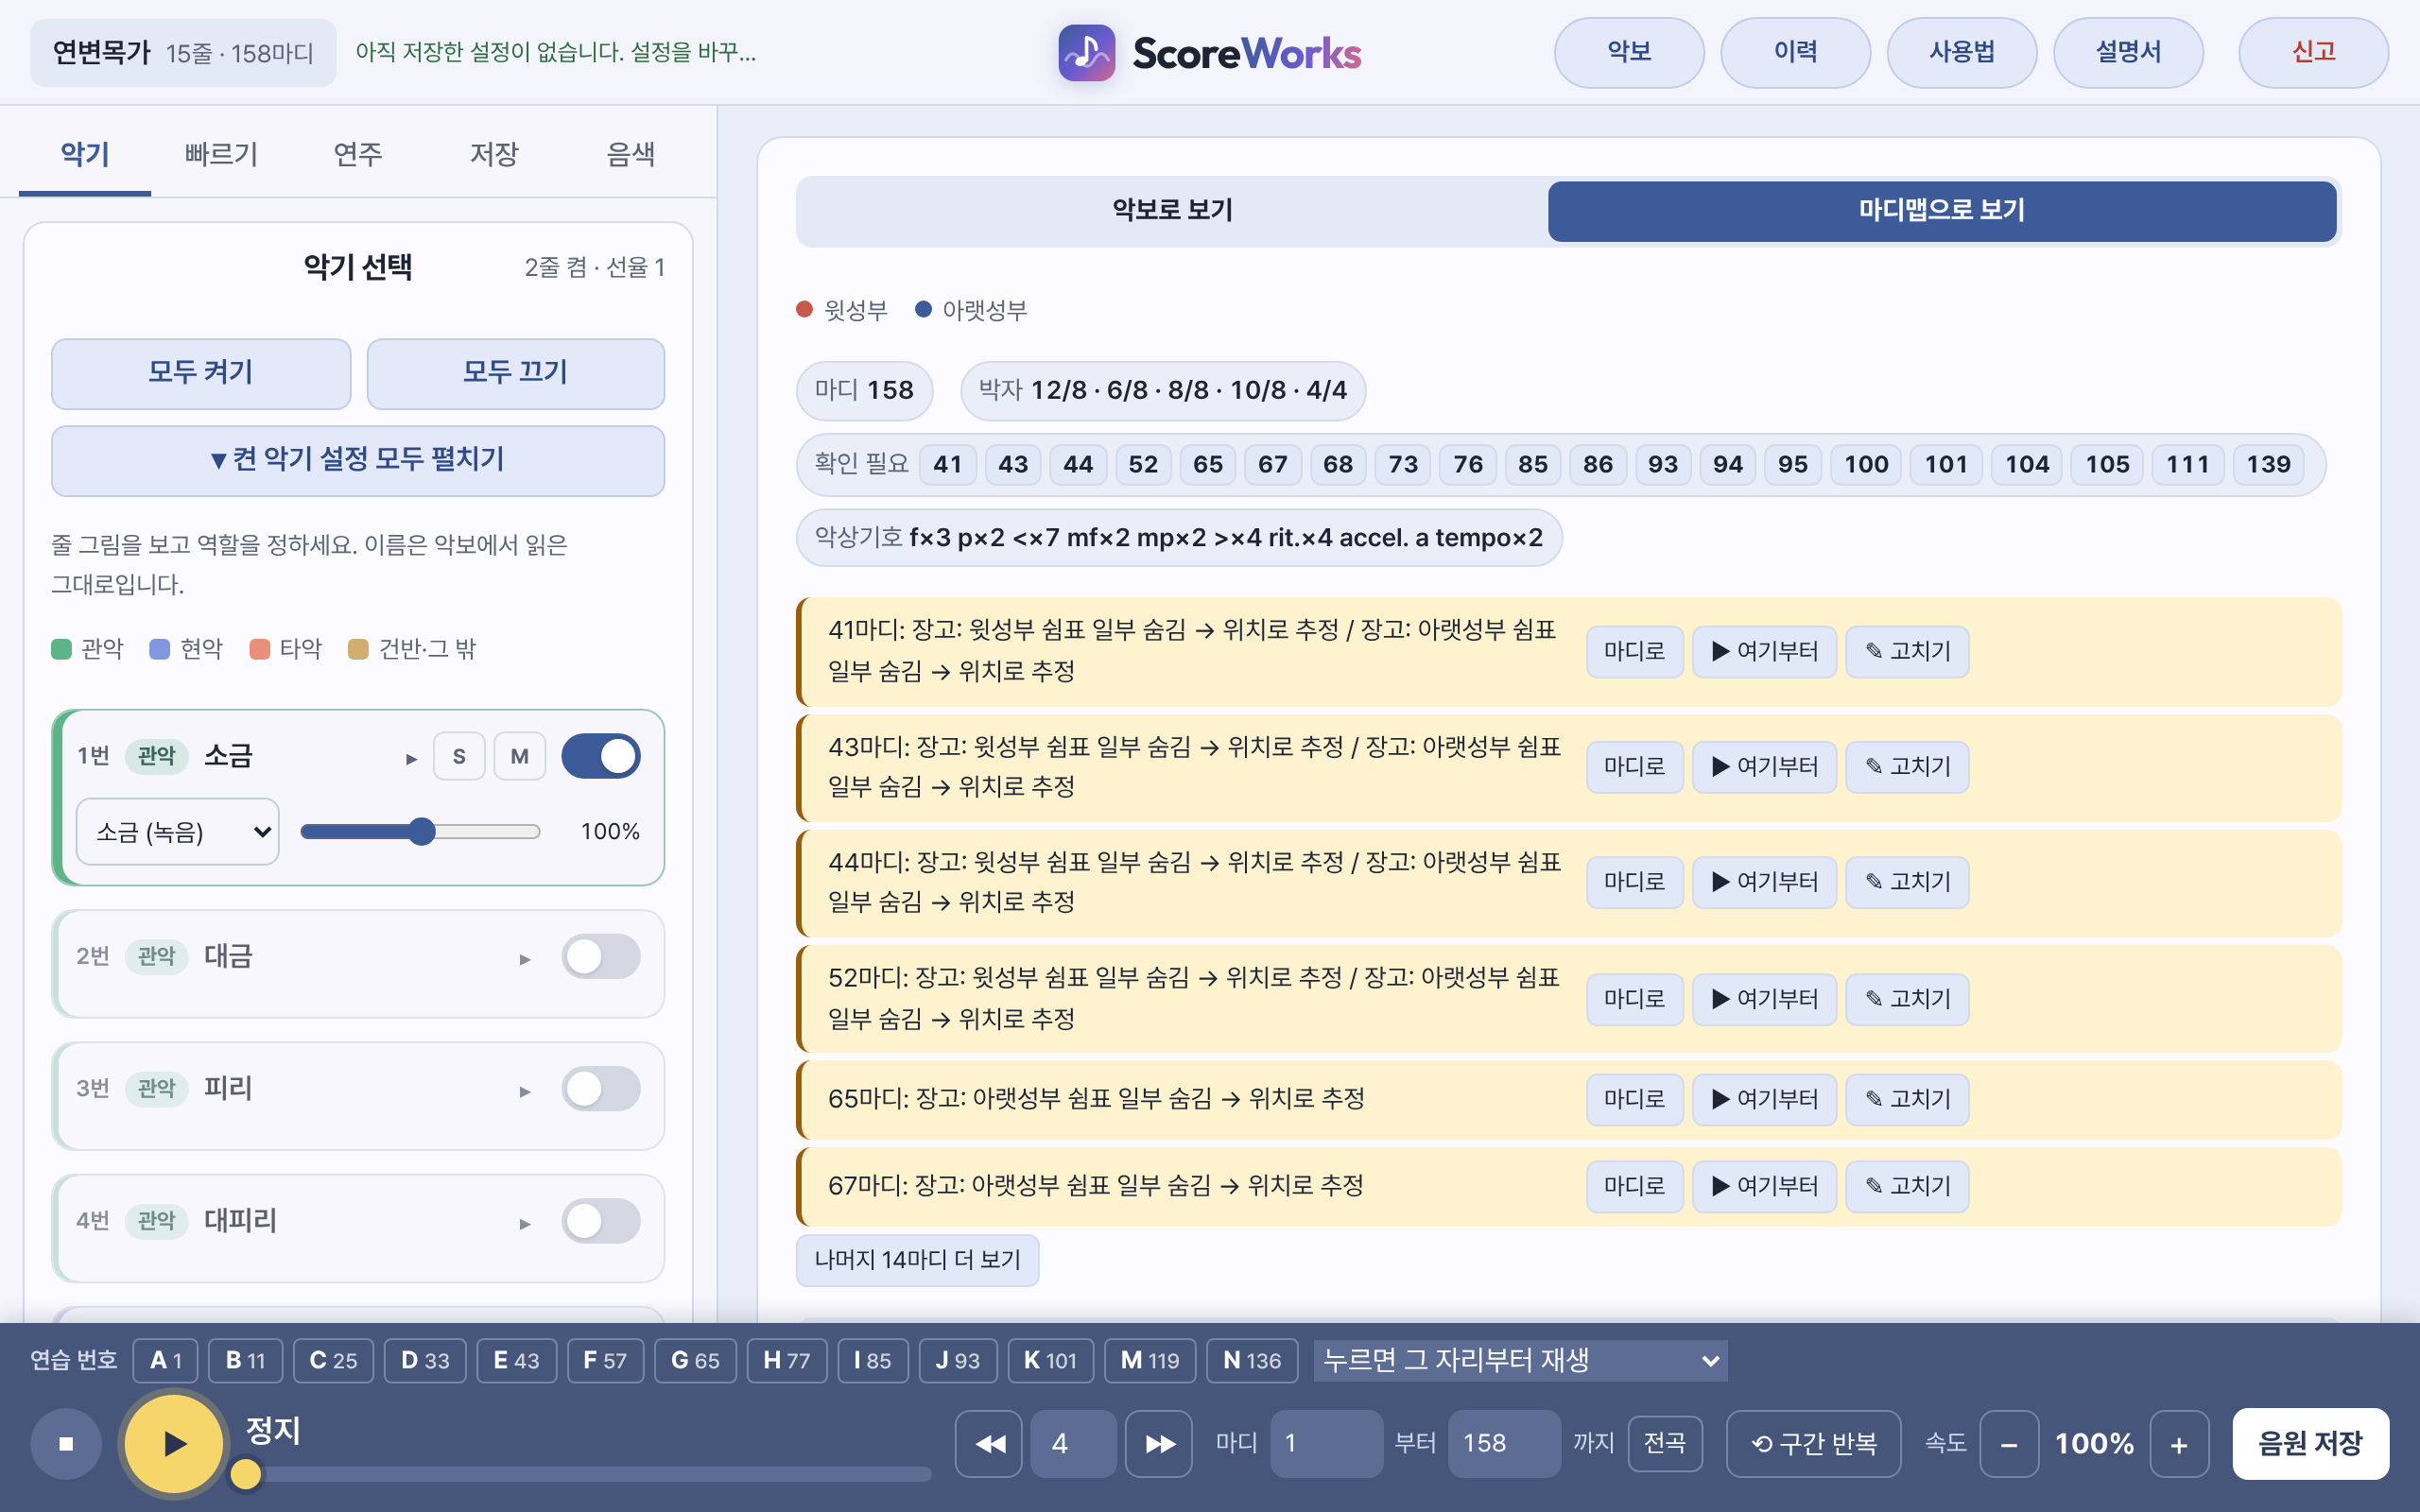 연변목가 15줄 · 158마디 아직 저장한 설정이 없습니다. 설정을 바꾸...
ScoreWorks
악보 이력 사용법 설명서 신고
악기 빠르기 연주 저장 음색
악기 선택 2줄 켬 · 선율 1
모두 켜기 모두 끄기
▼켠 악기 설정 모두 펼치기
줄 그림을 보고 역할을 정하세요. 이름은 악보에서 읽은
그대로입니다.
관악 현악 타악 건반·그 밖
1번 관악 소금 ▸ S M
소금 (녹음) 100%
2번 관악 대금 ▸
3번 관악 피리 ▸
4번 관악 대피리 ▸
악보로 보기 마디맵으로 보기
윗성부 아랫성부
마디 158 박자 12/8 · 6/8 · 8/8 · 10/8 · 4/4
확인 필요 41 43 44 52 65 67 68 73 76 85 86 93 94 95 100 101 104 105 111 139
악상기호 f×3 p×2 <×7 mf×2 mp×2 >×4 rit.×4 accel. a tempo×2
41마디: 장고: 윗성부 쉼표 일부 숨김 → 위치로 추정 / 장고: 아랫성부 쉼표
일부 숨김 → 위치로 추정
마디로 ▶ 여기부터 ✎ 고치기
43마디: 장고: 윗성부 쉼표 일부 숨김 → 위치로 추정 / 장고: 아랫성부 쉼표
일부 숨김 → 위치로 추정
마디로 ▶ 여기부터 ✎ 고치기
44마디: 장고: 윗성부 쉼표 일부 숨김 → 위치로 추정 / 장고: 아랫성부 쉼표
일부 숨김 → 위치로 추정
마디로 ▶ 여기부터 ✎ 고치기
52마디: 장고: 윗성부 쉼표 일부 숨김 → 위치로 추정 / 장고: 아랫성부 쉼표
일부 숨김 → 위치로 추정
마디로 ▶ 여기부터 ✎ 고치기
65마디: 장고: 아랫성부 쉼표 일부 숨김 → 위치로 추정 마디로 ▶ 여기부터 ✎ 고치기
67마디: 장고: 아랫성부 쉼표 일부 숨김 → 위치로 추정 마디로 ▶ 여기부터 ✎ 고치기
나머지 14마디 더 보기
연습 번호 A 1 B 11 C 25 D 33 E 43 F 57 G 65 H 77 I 85 J 93 K 101 M 119 N 136 누르면 그 자리부터 재생
정지 4 마디 1 부터 158 까지 전곡 ⟲ 구간 반복 속도 − 100% + 음원 저장